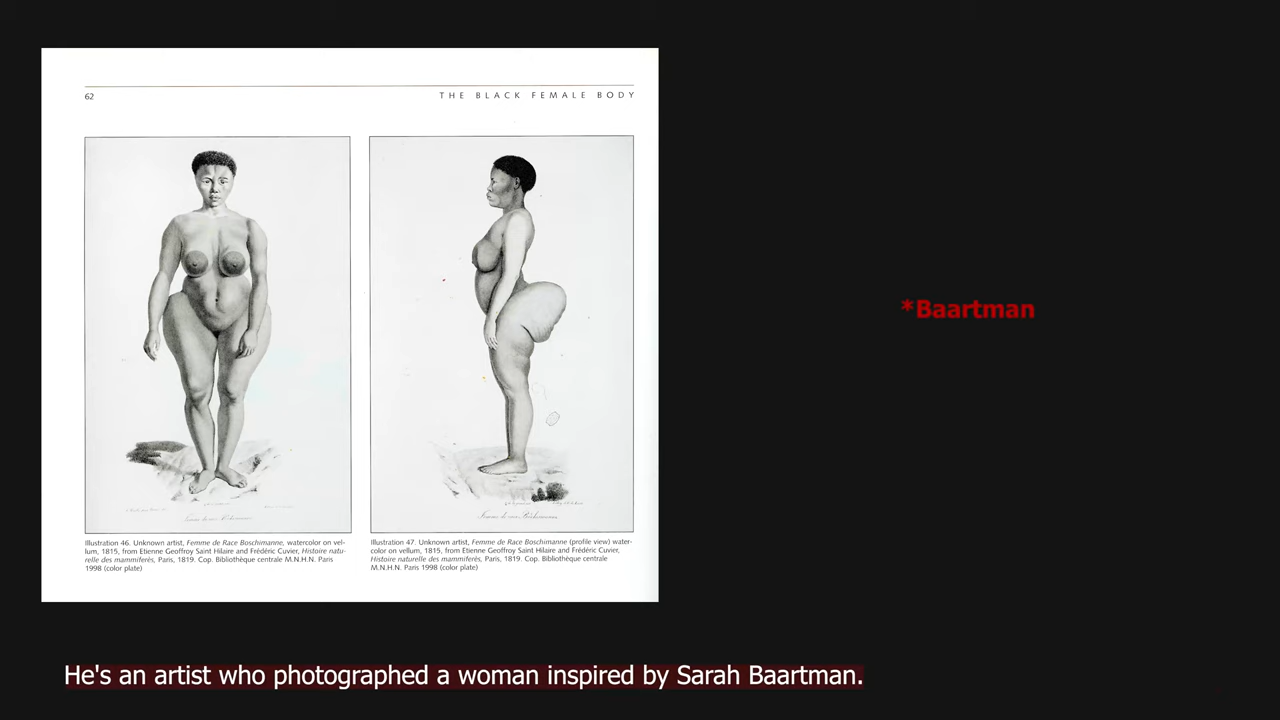 62
THE BLACK FEMALE BODY
Illustration 46. Unknown artist, Femme de Race Boschimanne, watercolor on vel-
lum, 1815, from Etienne Geoffroy Saint Hilaire and Frédéric Cuvier, Histoire natu-
relle des mammiferès, Paris, 1819. Cop. Bibliothèque centrale M.N.H.N. Paris
1998 (color plate)
Illustration 47. Unknown artist, Femme de Race Boschimanne (profile view) water-
color on vellum, 1815, from Etienne Geoffroy Saint Hilaire and Frédéric Cuvier,
Histoire naturelle des mammiferès, Paris, 1819. Cop. Bibliothèque centrale
M.N.H.N. Paris 1998 (color plate)
*Baartman
He's an artist who photographed a woman inspired by Sarah Baartman.